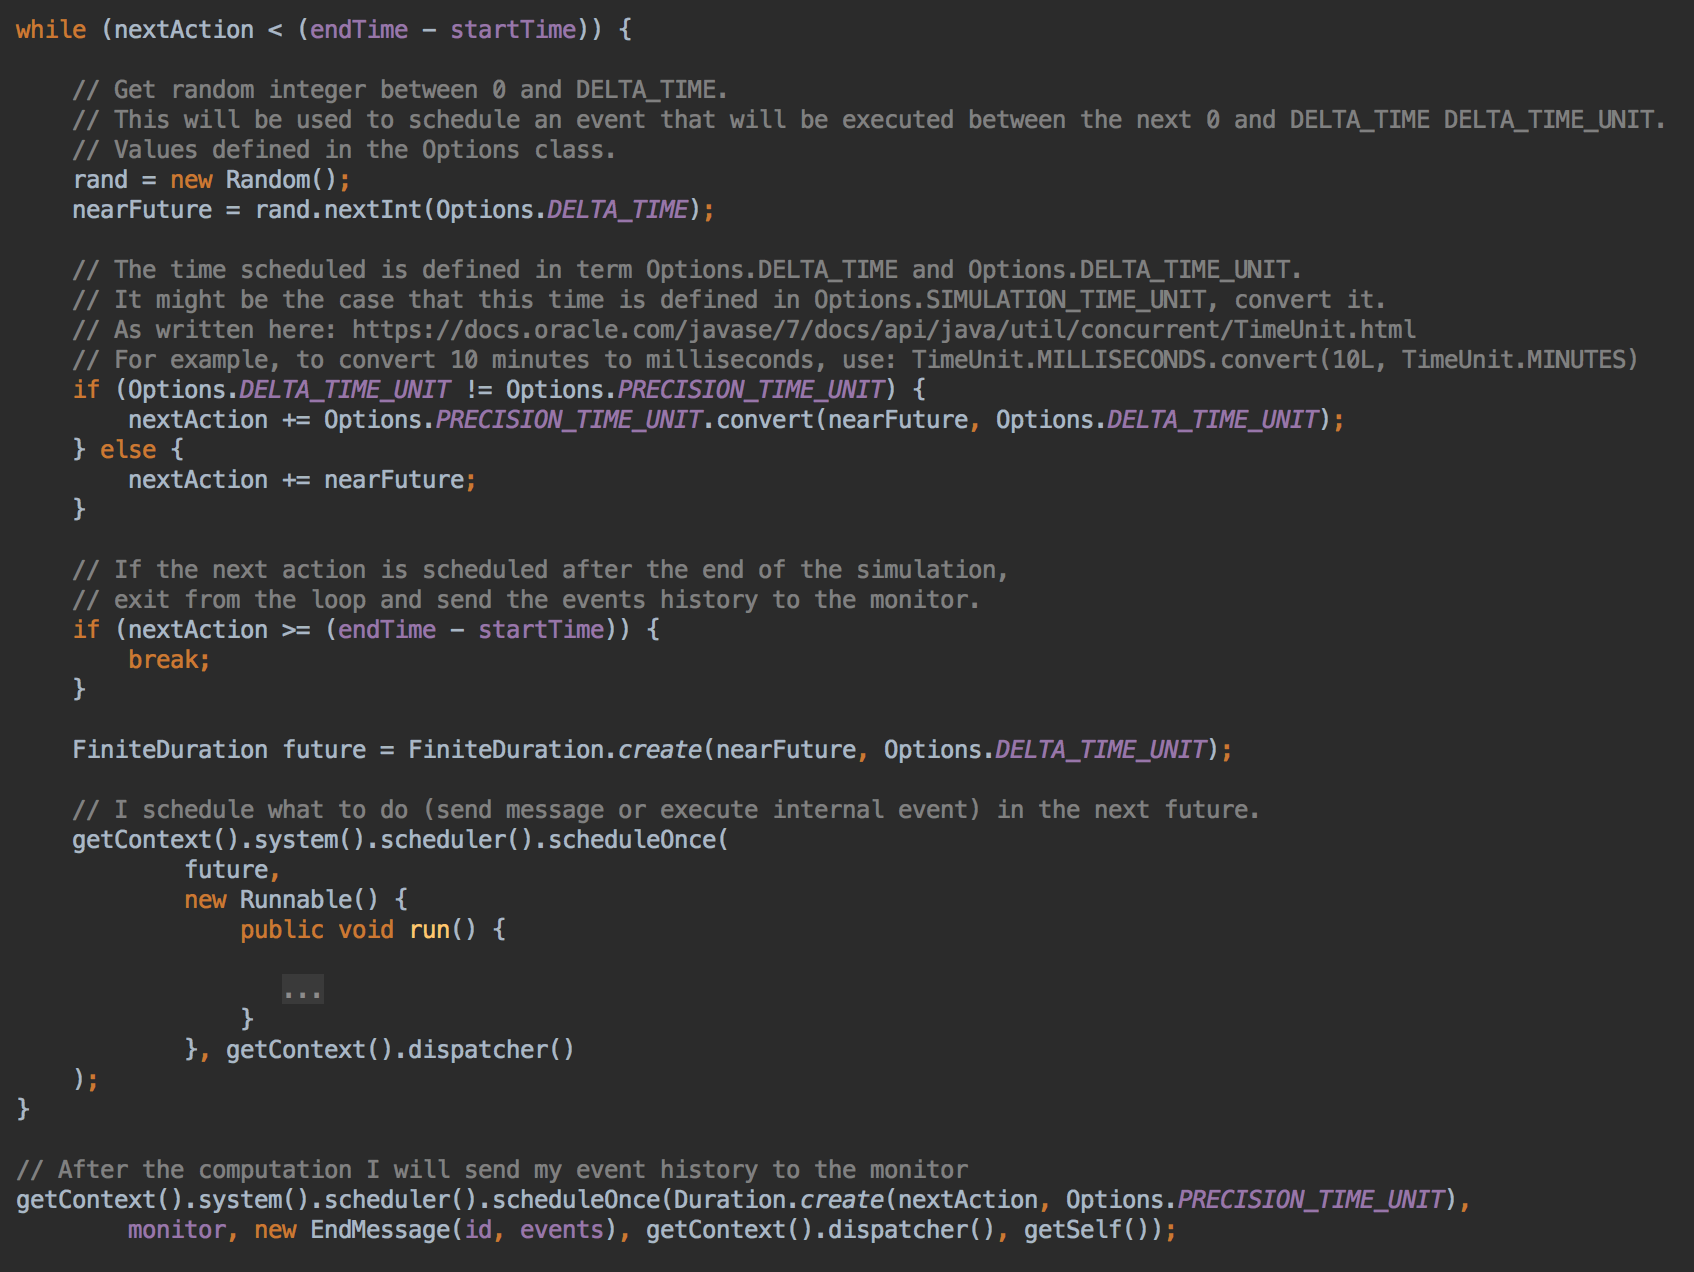 while (nextAction < (endTime - startTime)) {
// Get random integer between 0 and DELTA_TIME.
// This will be used to schedule an event that will be executed between the next 0 and DELTA_TIME DELTA_TIME_UNIT.
// Values defined in the Options class.
rand = new Random();
nearFuture = rand.nextInt(Options.DELTA_TIME);
// The time scheduled is defined in term Options.DELTA_TIME and Options.DELTA_TIME_UNIT.
// It might be the case that this time is defined in Options.SIMULATION_TIME_UNIT, convert it.
// As written here: https://docs.oracle.com/javase/7/docs/api/java/util/concurrent/TimeUnit.html
// For example, to convert 10 minutes to milliseconds, use: TimeUnit.MILLISECONDS.convert(10L, TimeUnit.MINUTES)
if (Options.DELTA_TIME_UNIT != Options.PRECISION_TIME_UNIT) {
nextAction += Options.PRECISION_TIME_UNIT.convert(nearFuture, Options.DELTA_TIME_UNIT);
} else {
nextAction += nearFuture;
}
// If the next action is scheduled after the end of the simulation,
// exit from the loop and send the events history to the monitor.
if (nextAction >= (endTime - startTime)) {
break;
}
FiniteDuration future = FiniteDuration.create(nearFuture, Options.DELTA_TIME_UNIT);
// I schedule what to do (send message or execute internal event) in the next future.
getContext().system().scheduler().scheduleOnce(
future,
new Runnable() {
public void run() {
...
}
}, getContext().dispatcher()
);
}
// After the computation I will send my event history to the monitor
getContext().system().scheduler().scheduleOnce(Duration.create(nextAction, Options.PRECISION_TIME_UNIT),
monitor, new EndMessage(id, events), getContext().dispatcher(), getSelf());